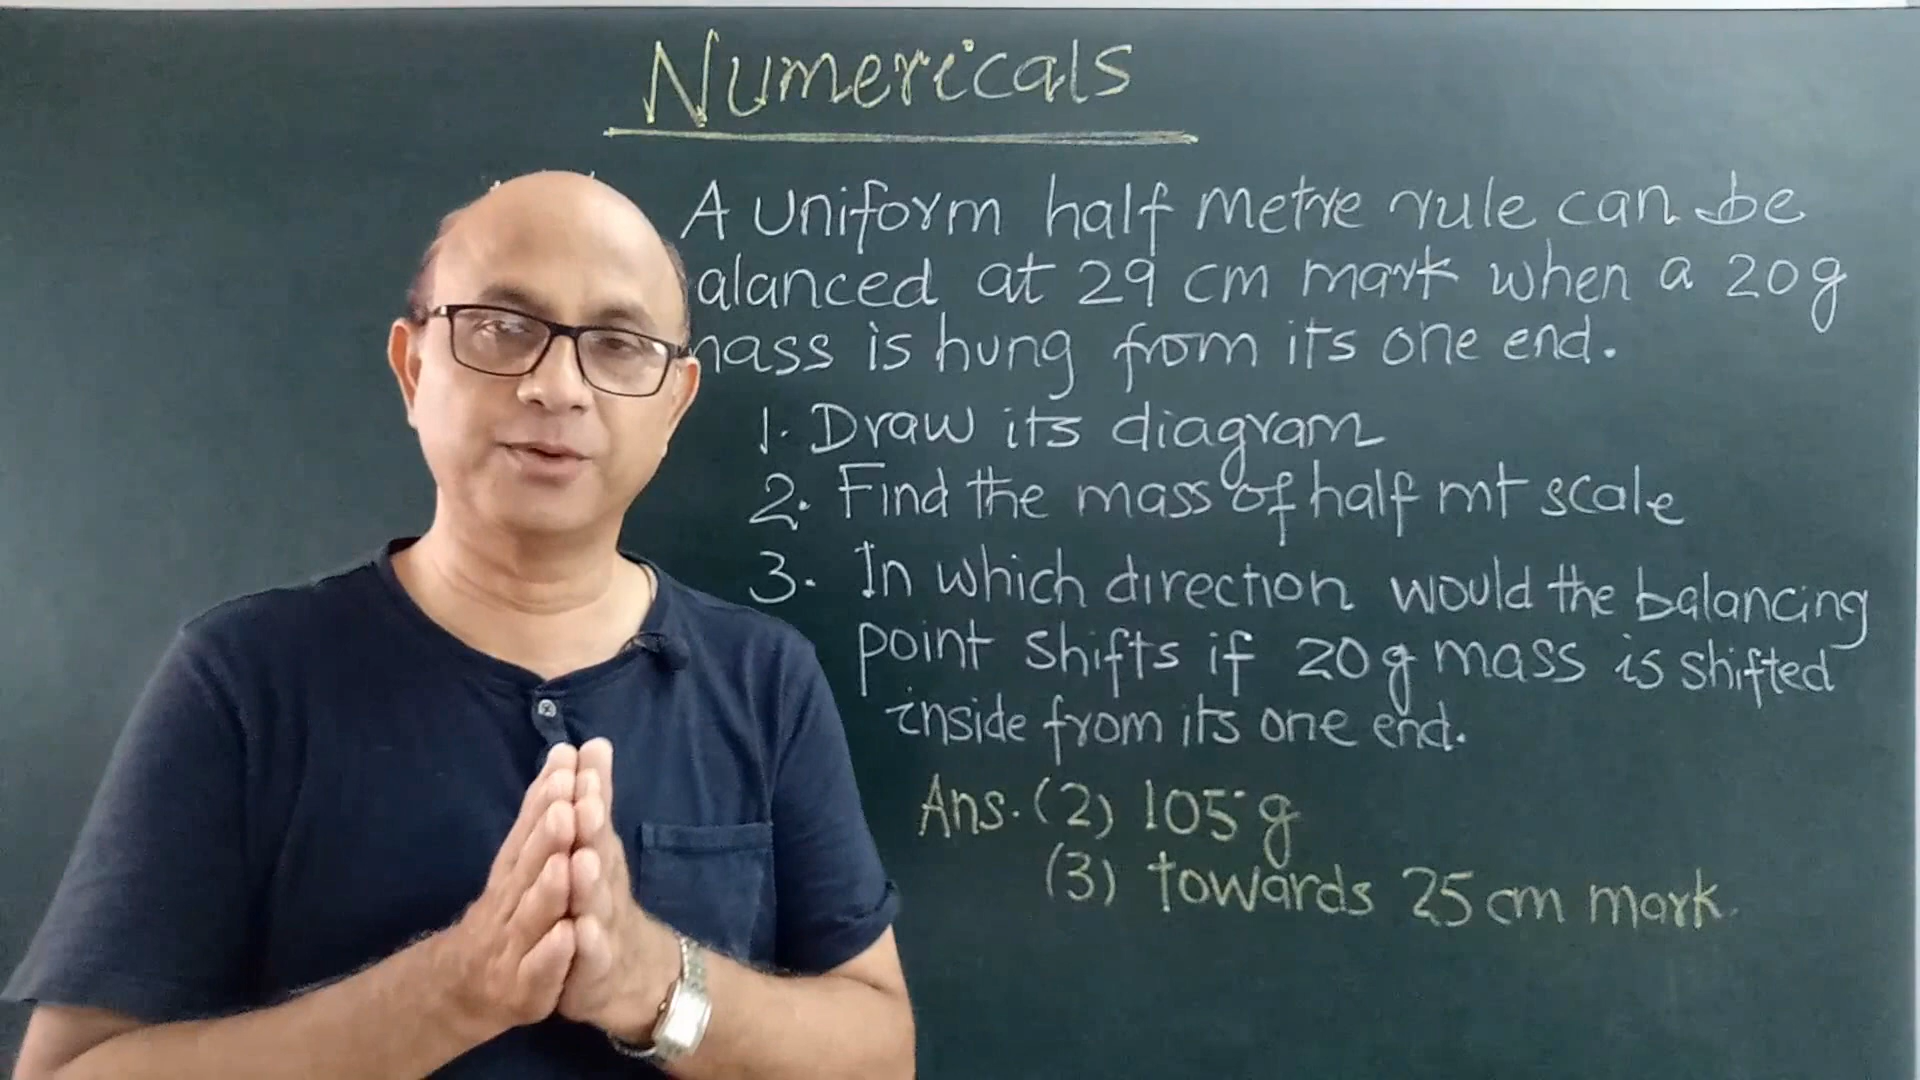 Numericals
A uniform half metre rule can be
alanced at 29 cm mark when a 20g
mass is hung from its one end.
1. Draw its diagram
2. Find the mass of half mt scale
3. In which direction would the balancing
point shifts if 20g mass is shifted
inside from its one end.
Ans. (2) 105 g
(3) towards 25 cm mark.